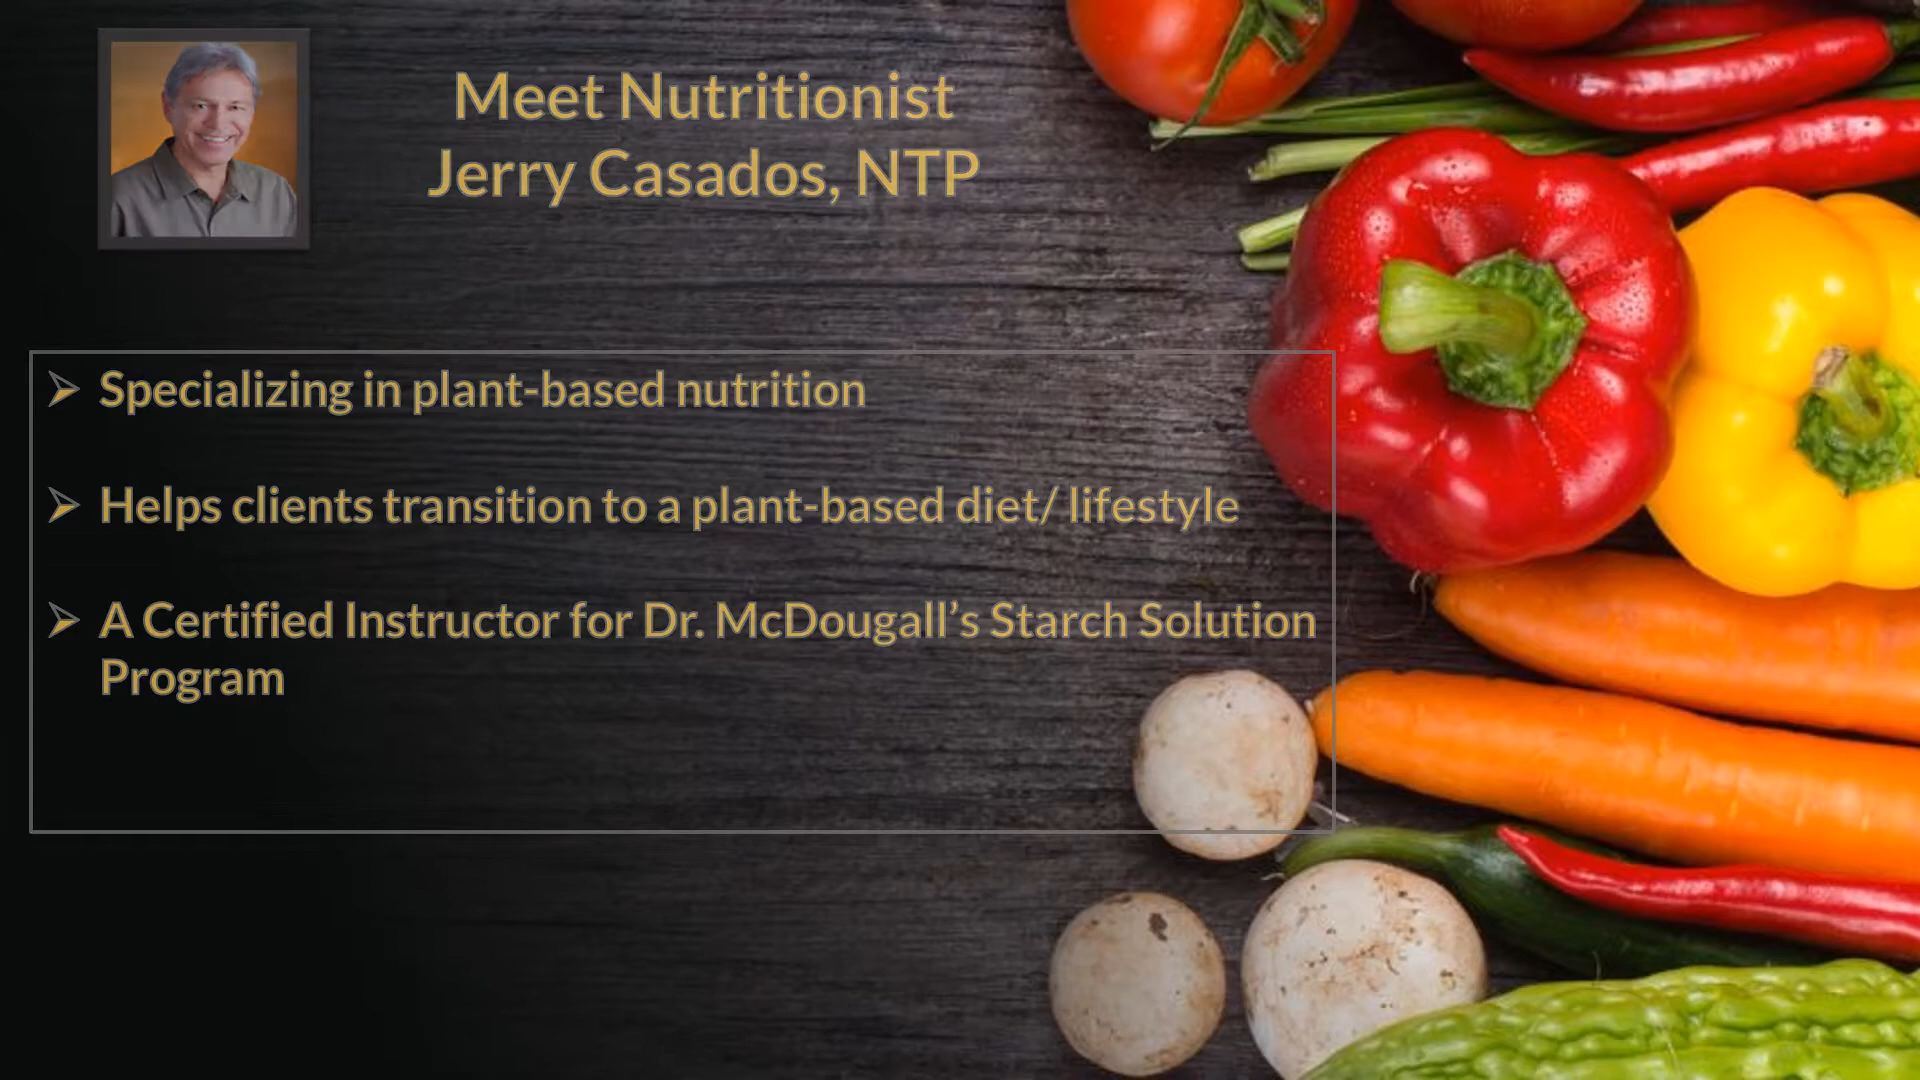 Meet Nutritionist
Jerry Casados, NTP
Specializing in plant-based nutrition
Helps clients transition to a plant-based diet/ lifestyle
A Certified Instructor for Dr. McDougall’s Starch Solution
Program